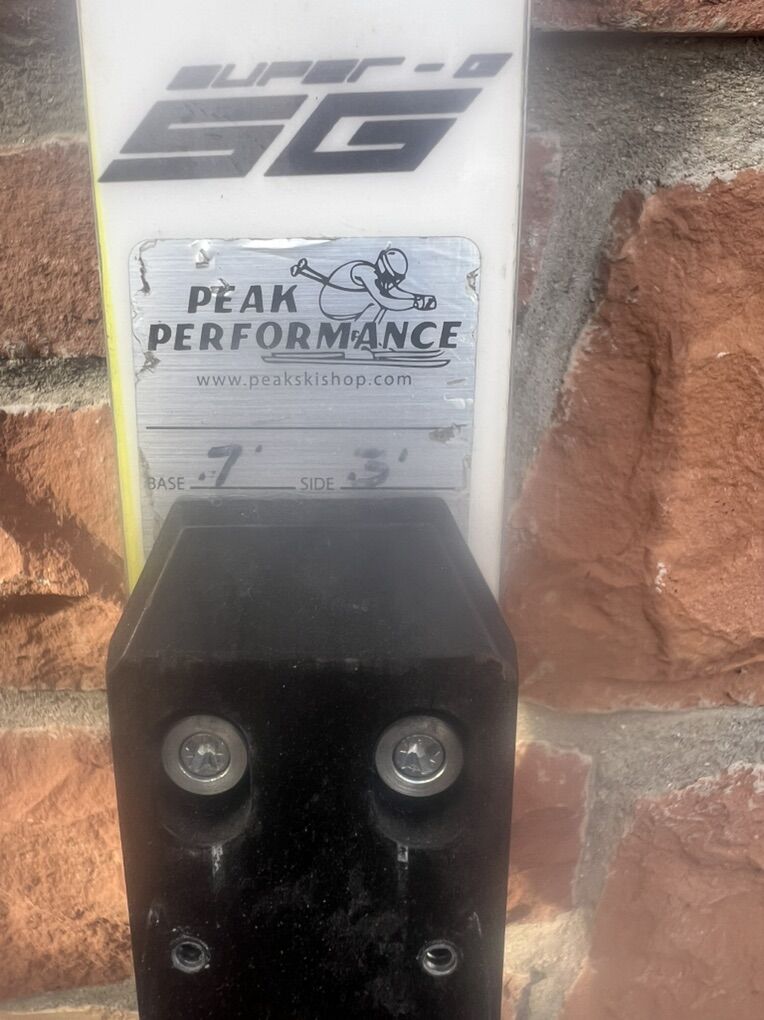 SUPER-G
SG
PEAK
PERFORMANCE
www.peakskishop.com
BASE .7° SIDE 3°